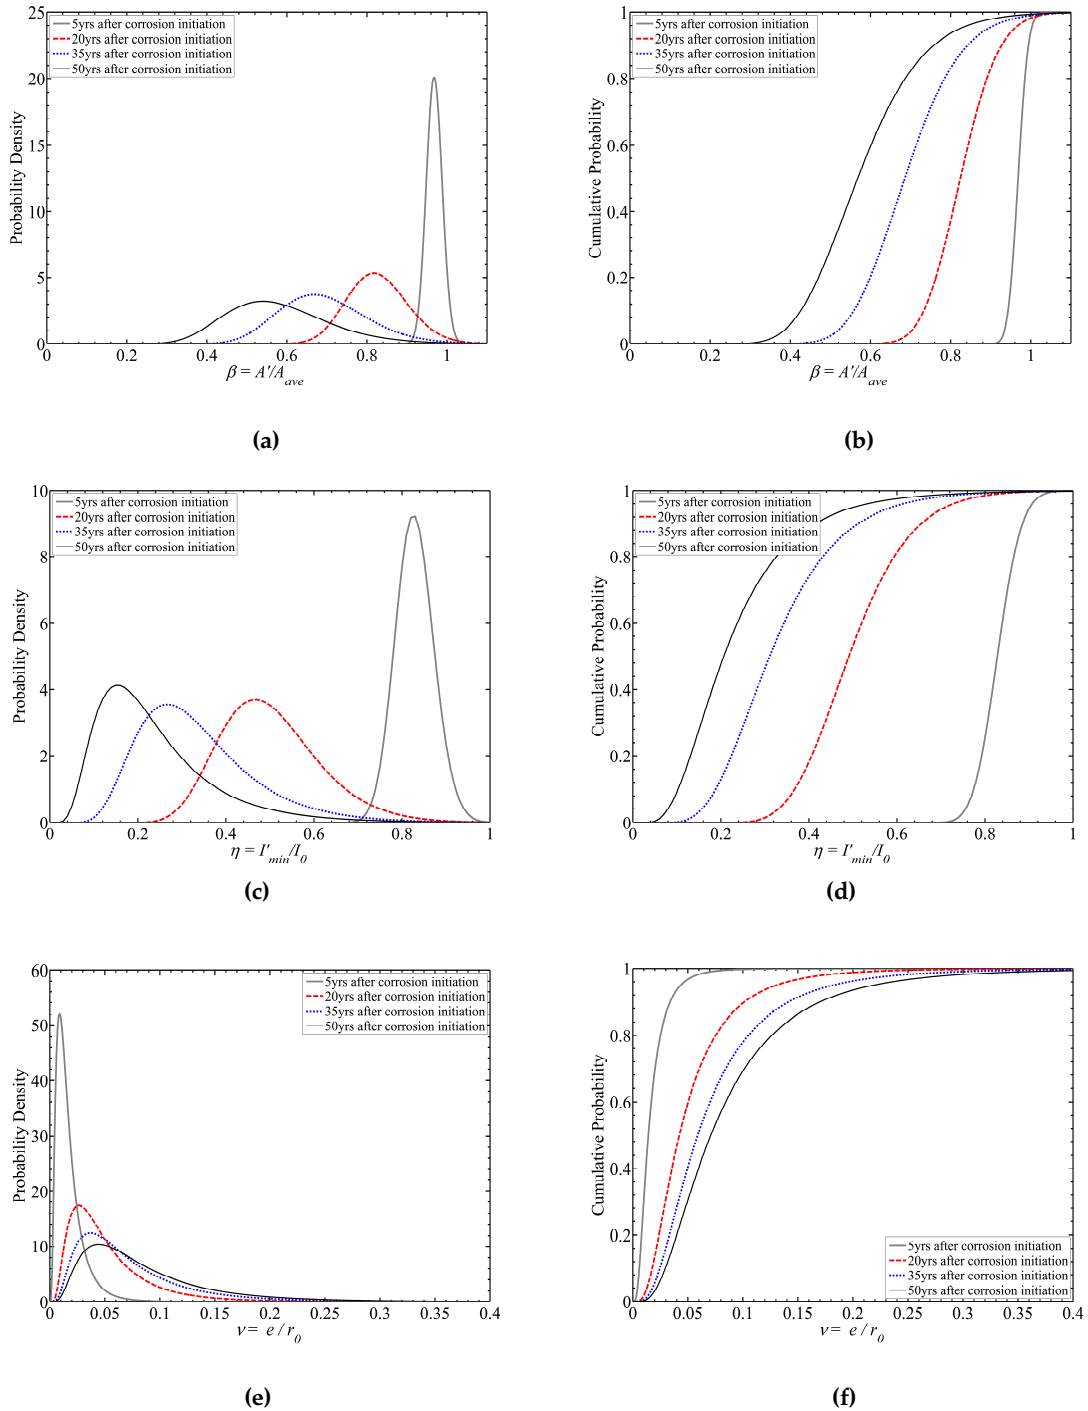 25
20
15
10
5
0
Probability Density
5yrs after corrosion initiation
20yrs after corrosion initiation
35yrs after corrosion initiation
50yrs after corrosion initiation
0 0.2 0.4 0.6 0.8 1
β = A'/A_ave
(a)
1
0.8
0.6
0.4
0.2
0
Cumulative Probability
5yrs after corrosion initiation
20yrs after corrosion initiation
35yrs after corrosion initiation
50yrs after corrosion initiation
0 0.2 0.4 0.6 0.8 1
β = A'/A_ave
(b)
10
8
6
4
2
0
Probability Density
5yrs after corrosion initiation
20yrs after corrosion initiation
35yrs after corrosion initiation
50yrs after corrosion initiation
0 0.2 0.4 0.6 0.8 1
η = I'_min/I_0
(c)
1
0.8
0.6
0.4
0.2
0
Cumulative Probability
5yrs after corrosion initiation
20yrs after corrosion initiation
35yrs after corrosion initiation
50yrs after corrosion initiation
0 0.2 0.4 0.6 0.8 1
η = I'_min/I_0
(d)
60
50
40
30
20
10
0
Probability Density
5yrs after corrosion initiation
20yrs after corrosion initiation
35yrs after corrosion initiation
50yrs after corrosion initiation
0 0.05 0.1 0.15 0.2 0.25 0.3 0.35 0.4
ν = e / r_0
(e)
1
0.8
0.6
0.4
0.2
0
Cumulative Probability
5yrs after corrosion initiation
20yrs after corrosion initiation
35yrs after corrosion initiation
50yrs after corrosion initiation
0 0.05 0.1 0.15 0.2 0.25 0.3 0.35 0.4
ν = e / r_0
(f)